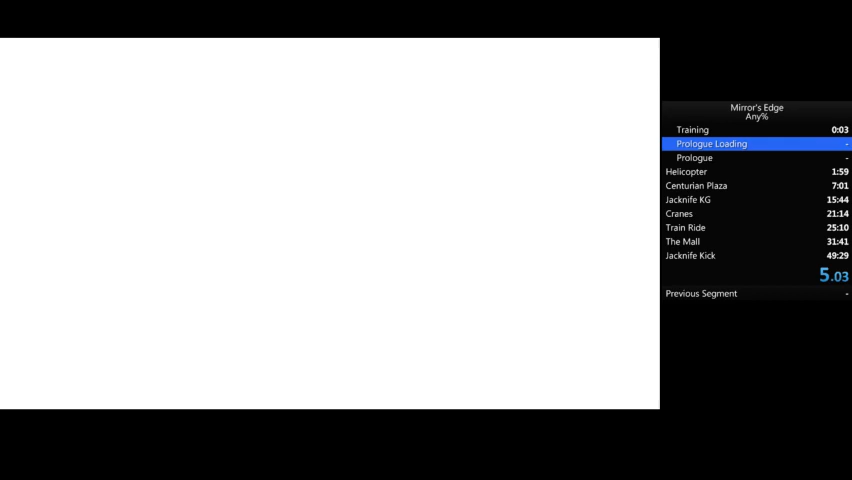 Mirror's Edge
Any%
Training 0:03
Prologue Loading -
Prologue -
Helicopter 1:59
Centurian Plaza 7:01
Jacknife KG 15:44
Cranes 21:14
Train Ride 25:10
The Mall 31:41
Jacknife Kick 49:29
5.03
Previous Segment -